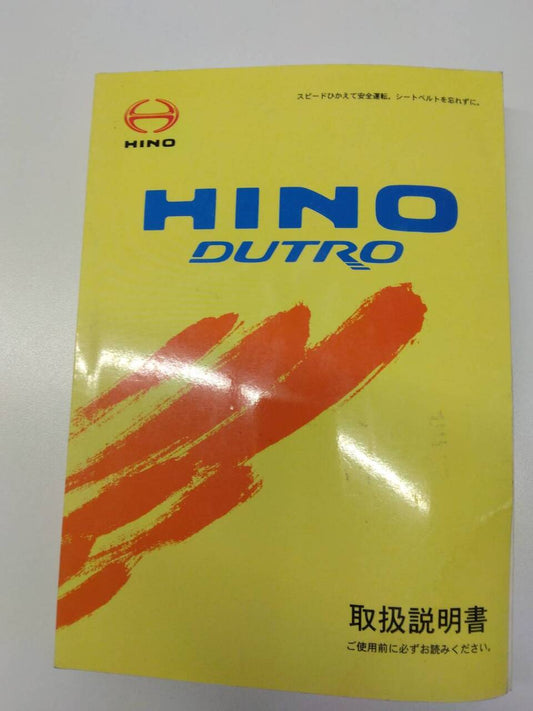 スピードひかえて安全運転。シートベルトを忘れずに。
HINO
HINO
DUTRO
取扱説明書
ご使用前に必ずお読みください。